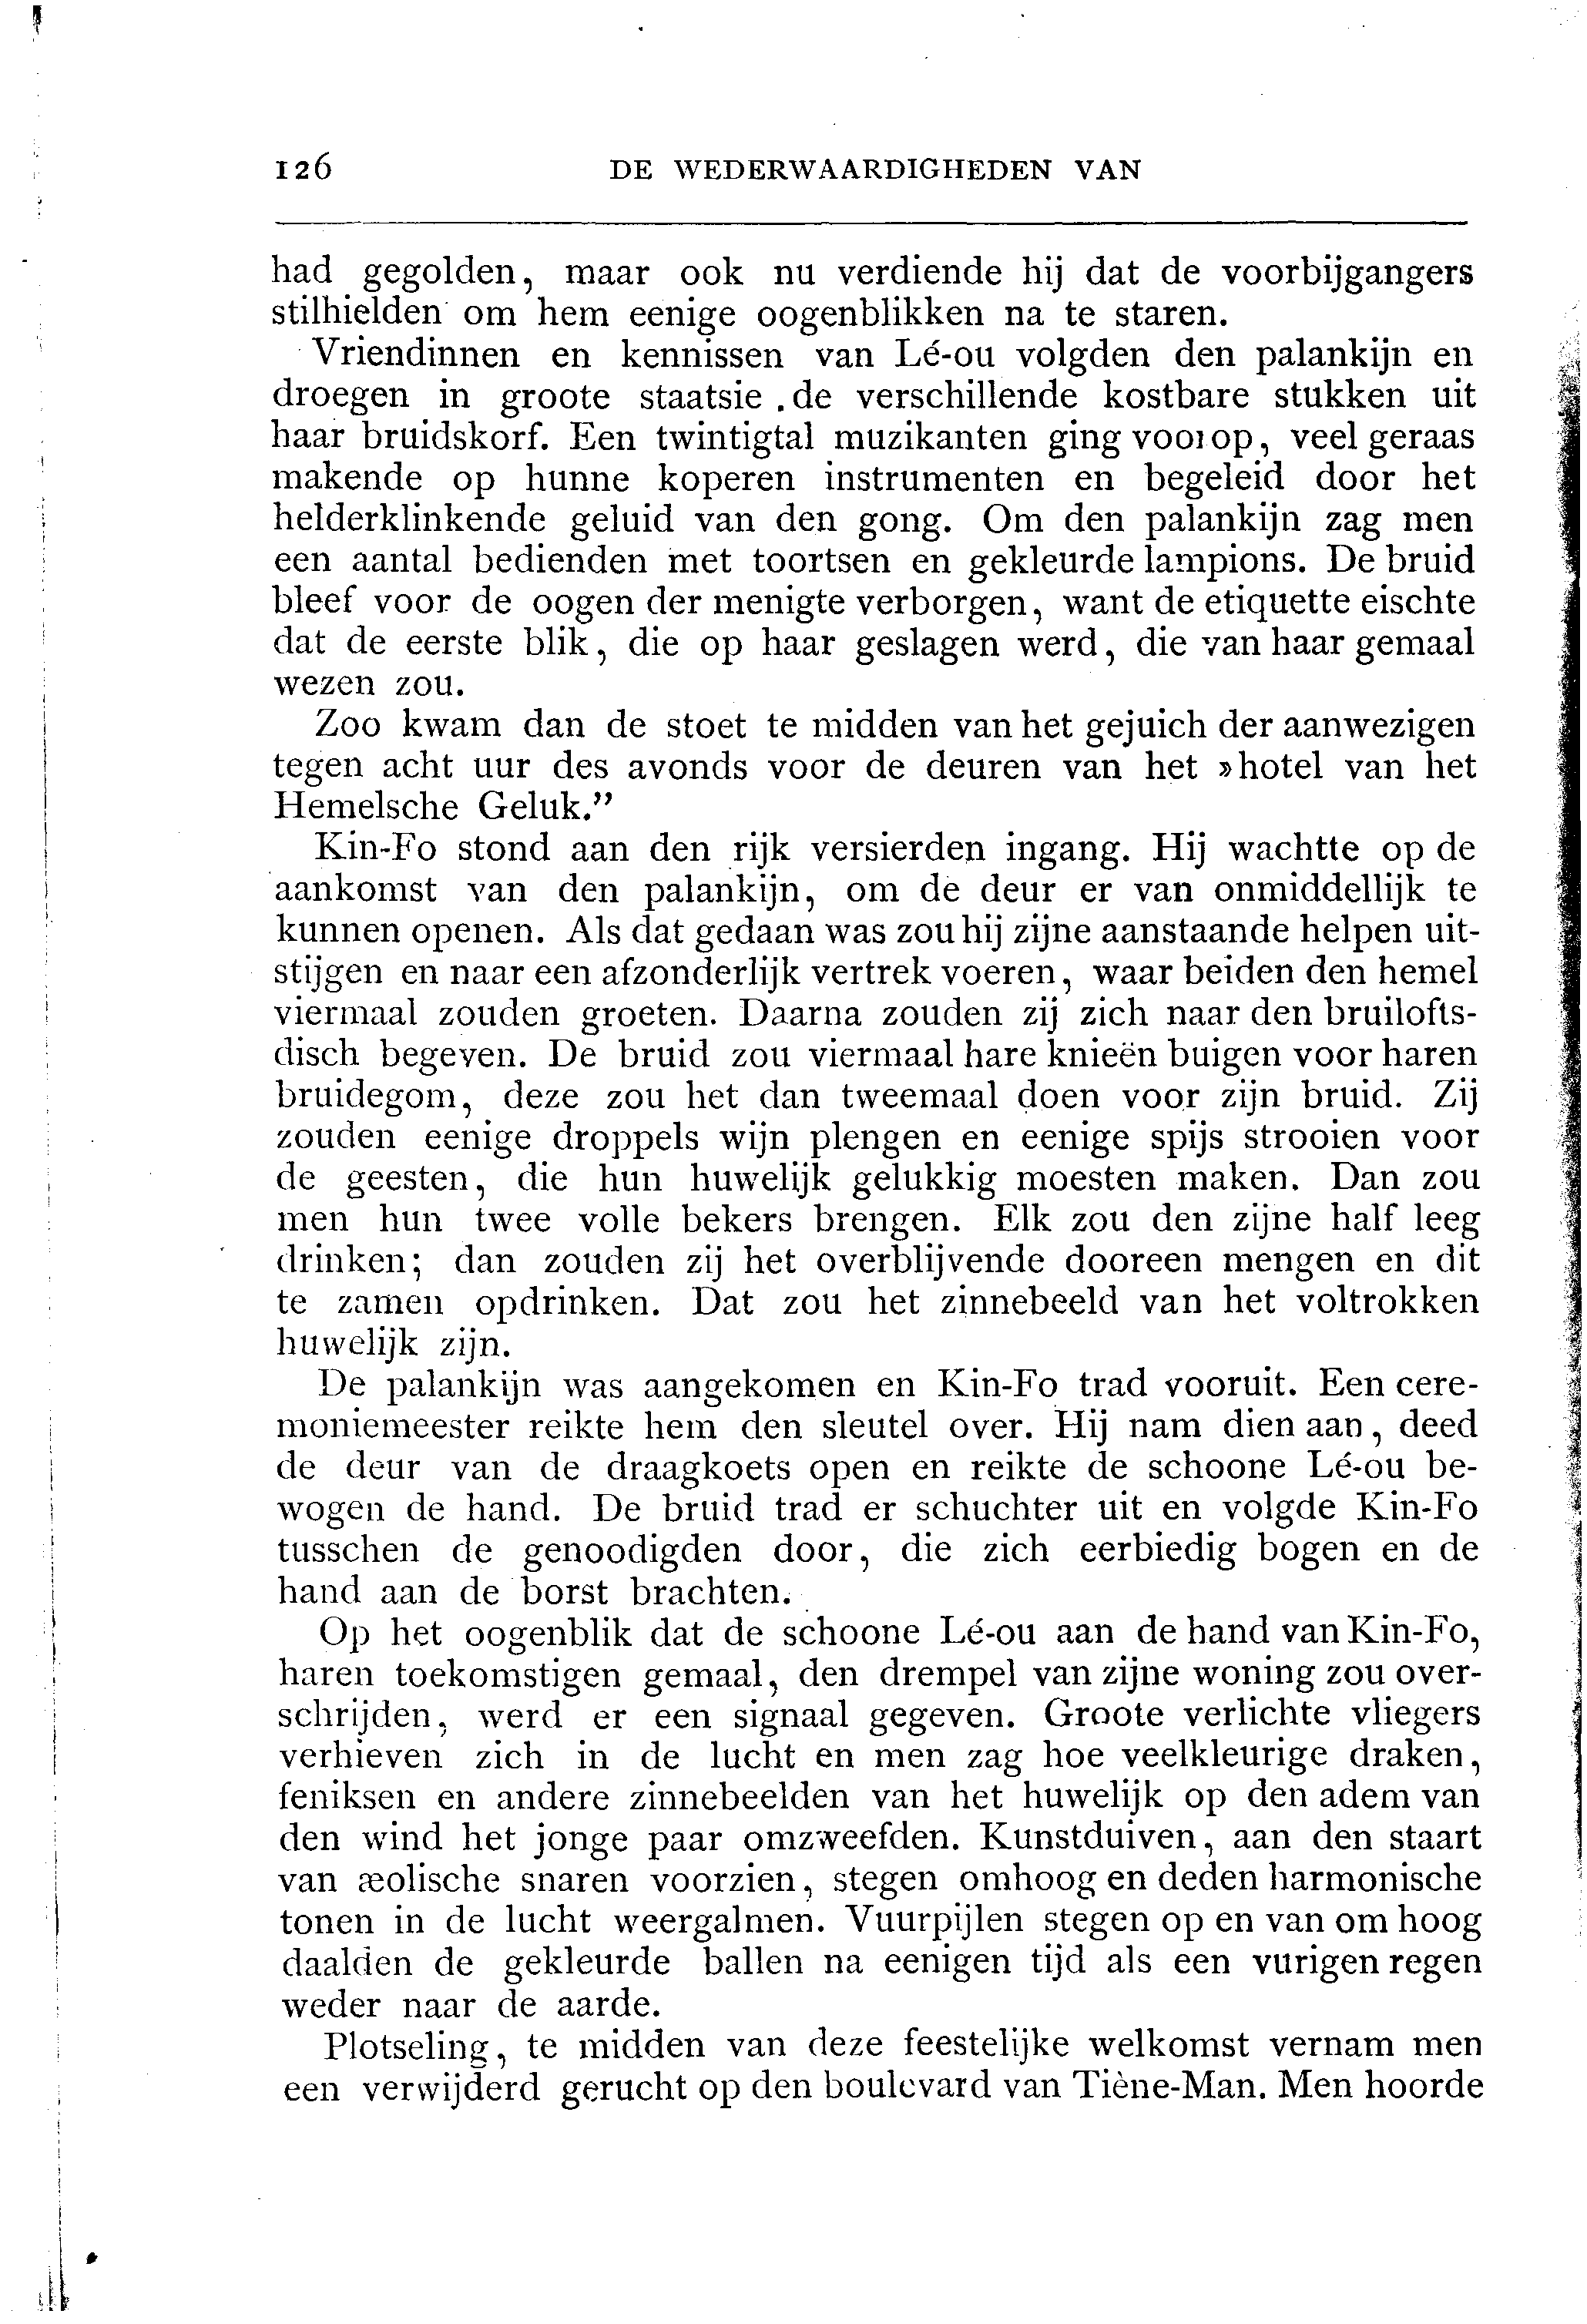 126 DE WEDERWAARDIGHEDEN VAN
had gegolden, maar ook nu verdiende hij dat de voorbijgangers
stilhielden om hem eenige oogenblikken na te staren.
Vriendinnen en kennissen van Lé-ou volgden den palankijn en
droegen in groote staatsie de verschillende kostbare stukken uit
haar bruidskorf. Een twintigtal muzikanten ging voorop, veel geraas
makende op hunne koperen instrumenten en begeleid door het
helderklinkende geluid van den gong. Om den palankijn zag men
een aantal bedienden met toortsen en gekleurde lampions. De bruid
bleef voor de oogen der menigte verborgen, want de etiquette eischte
dat de eerste blik, die op haar geslagen werd, die van haar gemaal
wezen zou.
Zoo kwam dan de stoet te midden van het gejuich der aanwezigen
tegen acht uur des avonds voor de deuren van het »hotel van het
Hemelsche Geluk.”
Kin-Fo stond aan den rijk versierden ingang. Hij wachtte op de
aankomst van den palankijn, om de deur er van onmiddellijk te
kunnen openen. Als dat gedaan was zou hij zijne aanstaande helpen uit-
stijgen en naar een afzonderlijk vertrek voeren, waar beiden den hemel
viermaal zouden groeten. Daarna zouden zij zich naar den bruilofts-
disch begeven. De bruid zou viermaal hare knieën buigen voor haren
bruidegom, deze zou het dan tweemaal doen voor zijn bruid. Zij
zouden eenige droppels wijn plengen en eenige spijs strooien voor
de geesten, die hun huwelijk gelukkig moesten maken. Dan zou
men hun twee volle bekers brengen. Elk zou den zijne half leeg
drinken; dan zouden zij het overblijvende dooreen mengen en dit
te zamen opdrinken. Dat zou het zinnebeeld van het voltrokken
huwelijk zijn.
De palankijn was aangekomen en Kin-Fo trad vooruit. Een cere-
moniemeester reikte hem den sleutel over. Hij nam dien aan, deed
de deur van de draagkoets open en reikte de schoone Lé-ou be-
wogen de hand. De bruid trad er schuchter uit en volgde Kin-Fo
tusschen de genoodigden door, die zich eerbiedig bogen en de
hand aan de borst brachten.
Op het oogenblik dat de schoone Lé-ou aan de hand van Kin-Fo,
haren toekomstigen gemaal, den drempel van zijne woning zou over-
schrijden, werd er een signaal gegeven. Groote verlichte vliegers
verhieven zich in de lucht en men zag hoe veelkleurige draken,
feniksen en andere zinnebeelden van het huwelijk op den adem van
den wind het jonge paar omzweefden. Kunstduiven, aan den staart
van æolische snaren voorzien, stegen omhoog en deden harmonische
tonen in de lucht weergalmen. Vuurpijlen stegen op en van om hoog
daalden de gekleurde ballen na eenigen tijd als een vurigen regen
weder naar de aarde.
Plotseling, te midden van deze feestelijke welkomst vernam men
een verwijderd gerucht op den boulevard van Tiène-Man. Men hoorde